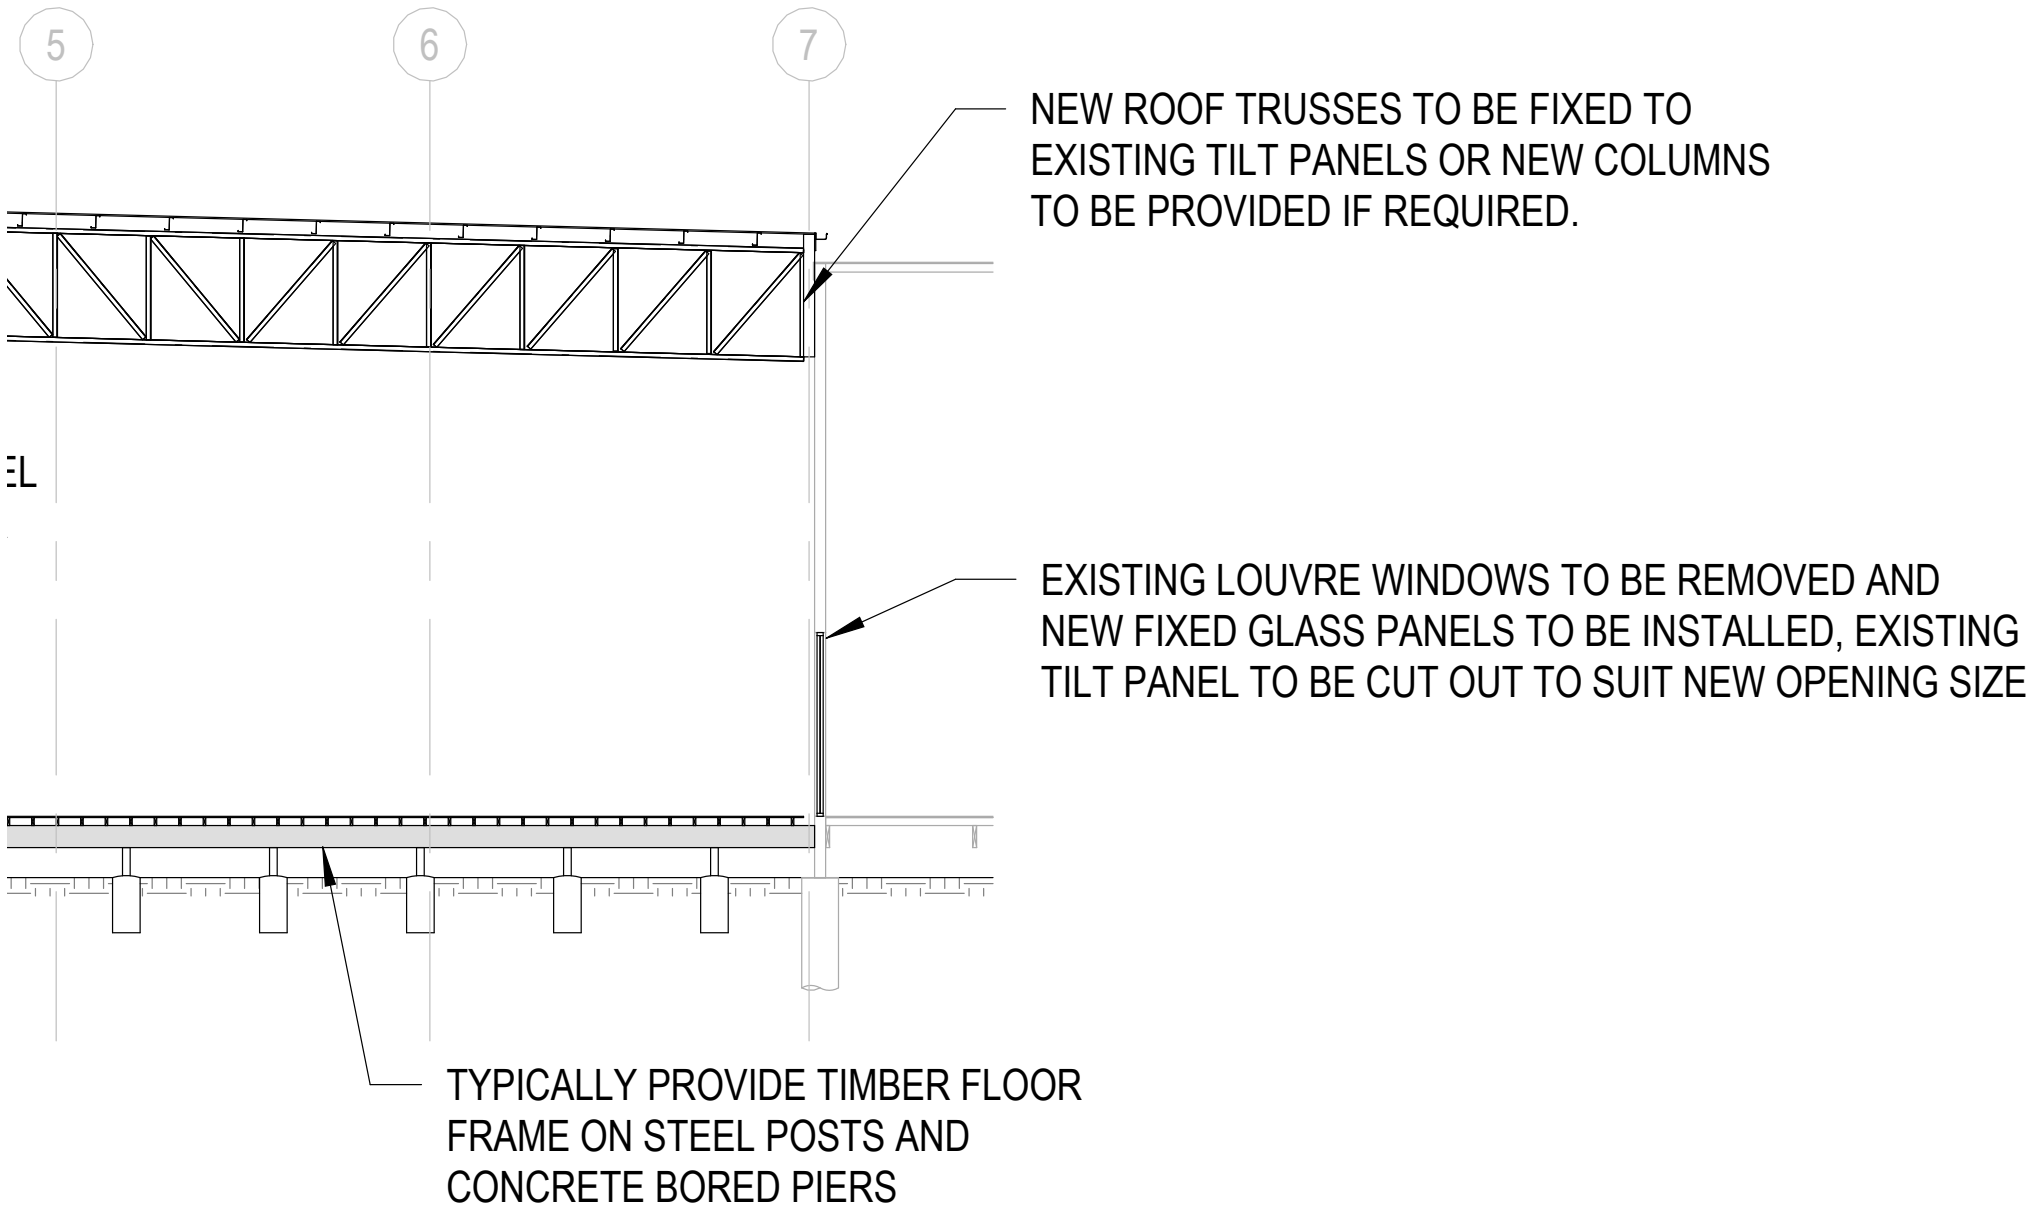 5 6 7
NEW ROOF TRUSSES TO BE FIXED TO
EXISTING TILT PANELS OR NEW COLUMNS
TO BE PROVIDED IF REQUIRED.
EL
EXISTING LOUVRE WINDOWS TO BE REMOVED AND
NEW FIXED GLASS PANELS TO BE INSTALLED, EXISTING
TILT PANEL TO BE CUT OUT TO SUIT NEW OPENING SIZE
TYPICALLY PROVIDE TIMBER FLOOR
FRAME ON STEEL POSTS AND
CONCRETE BORED PIERS